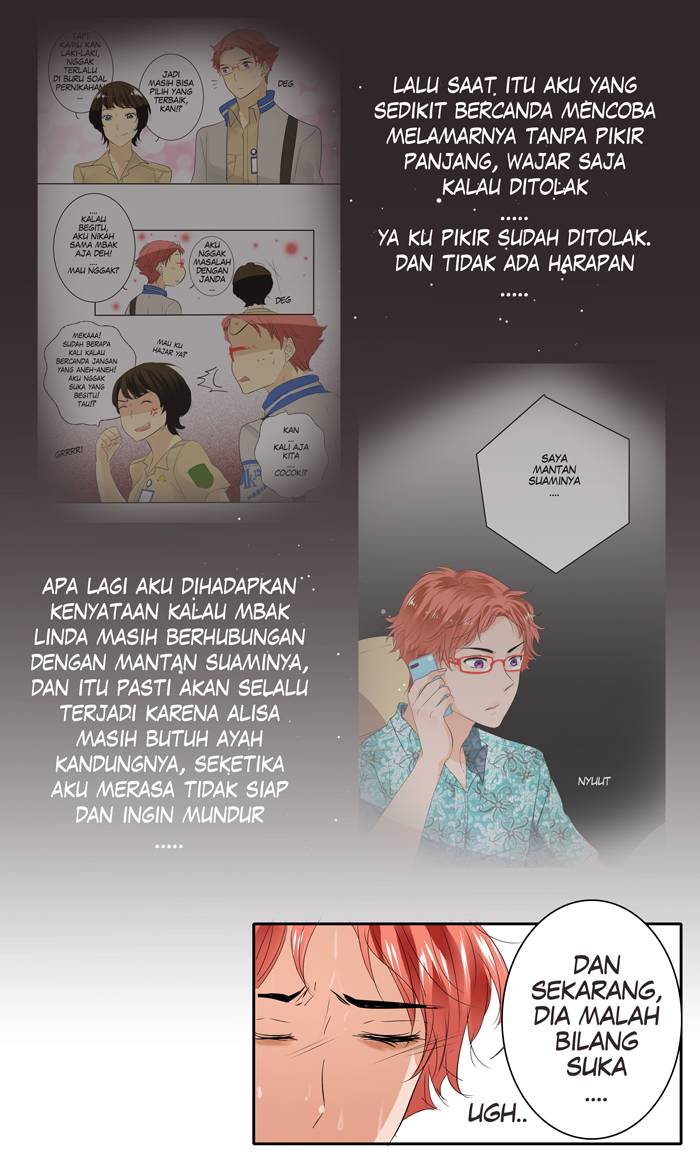 TAPI
KAMU KAN
LAKI-LAKI,
NGGAK
TERLALU
DI BURU SOAL
PERNIKAHAN
...
JADI
MASIH BISA
PILIH YANG
TERBAIK,
KAN!?
DEG
....
KALAU
BEGITU,
AKU NIKAH
SAMA MBAK
AJA DEH!
....
MAU NGGAK?
AKU
NGGAK
MASALAH
DENGAN
JANDA
...
DEG
MEKAAA!
SUDAH BERAPA
KALI KALAU
BERCANDA JANGAN
YANG ANEH-ANEH!
AKU NGGAK
SUKA YANG
BEGITU!
TAU!?
MAU KU
HAJAR YA?
GRRRR!
KAN
...
KALI AJA
KITA
......
COCOK!?
LALU SAAT ITU AKU YANG
SEDIKIT BERCANDA MENCOBA
MELAMARNYA TANPA PIKIR
PANJANG, WAJAR SAJA
KALAU DITOLAK
.....
YA KU PIKIR SUDAH DITOLAK.
DAN TIDAK ADA HARAPAN
.....
SAYA
MANTAN
SUAMINYA
....
NYUUT
APA LAGI AKU DIHADAPKAN
KENYATAAN KALAU MBAK
LINDA MASIH BERHUBUNGAN
DENGAN MANTAN SUAMINYA,
DAN ITU PASTI AKAN SELALU
TERJADI KARENA ALISA
MASIH BUTUH AYAH
KANDUNGNYA, SEKETIKA
AKU MERASA TIDAK SIAP
DAN INGIN MUNDUR
.....
DAN
SEKARANG,
DIA MALAH
BILANG
SUKA
....
UGH..